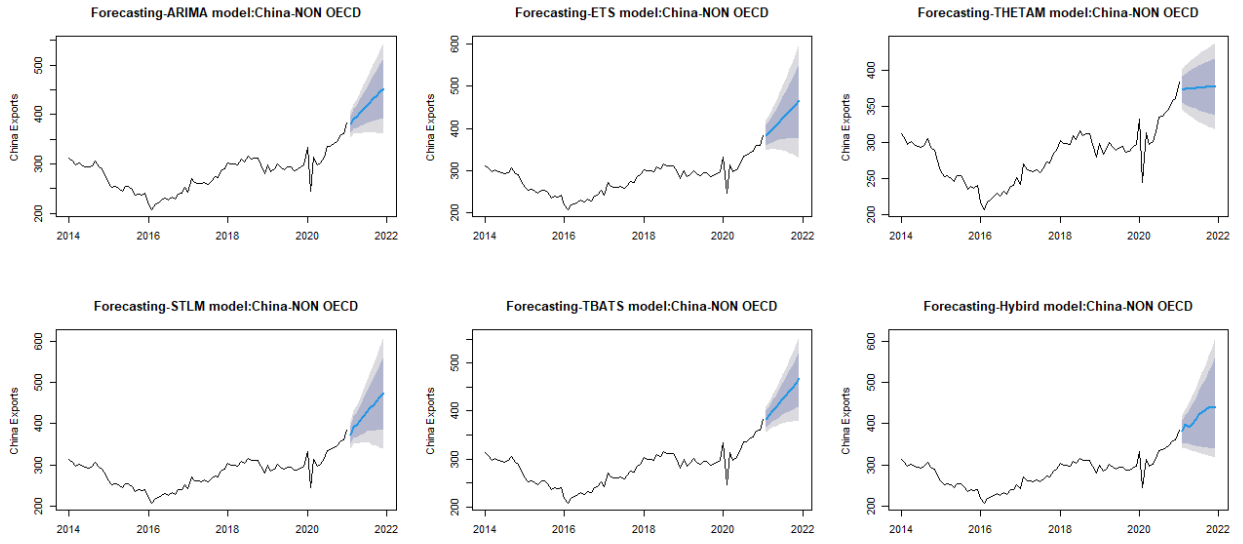 Forecasting-ARIMA model:China-NON OECD
China Exports
500
400
300
200
2014 2016 2018 2020 2022
Forecasting-ETS model:China-NON OECD
China Exports
600
500
400
300
200
2014 2016 2018 2020 2022
Forecasting-THETAM model:China-NON OECD
China Exports
400
350
300
250
200
2014 2016 2018 2020 2022
Forecasting-STLM model:China-NON OECD
China Exports
600
500
400
300
200
2014 2016 2018 2020 2022
Forecasting-TBATS model:China-NON OECD
China Exports
500
400
300
200
2014 2016 2018 2020 2022
Forecasting-Hybird model:China-NON OECD
China Exports
600
500
400
300
200
2014 2016 2018 2020 2022